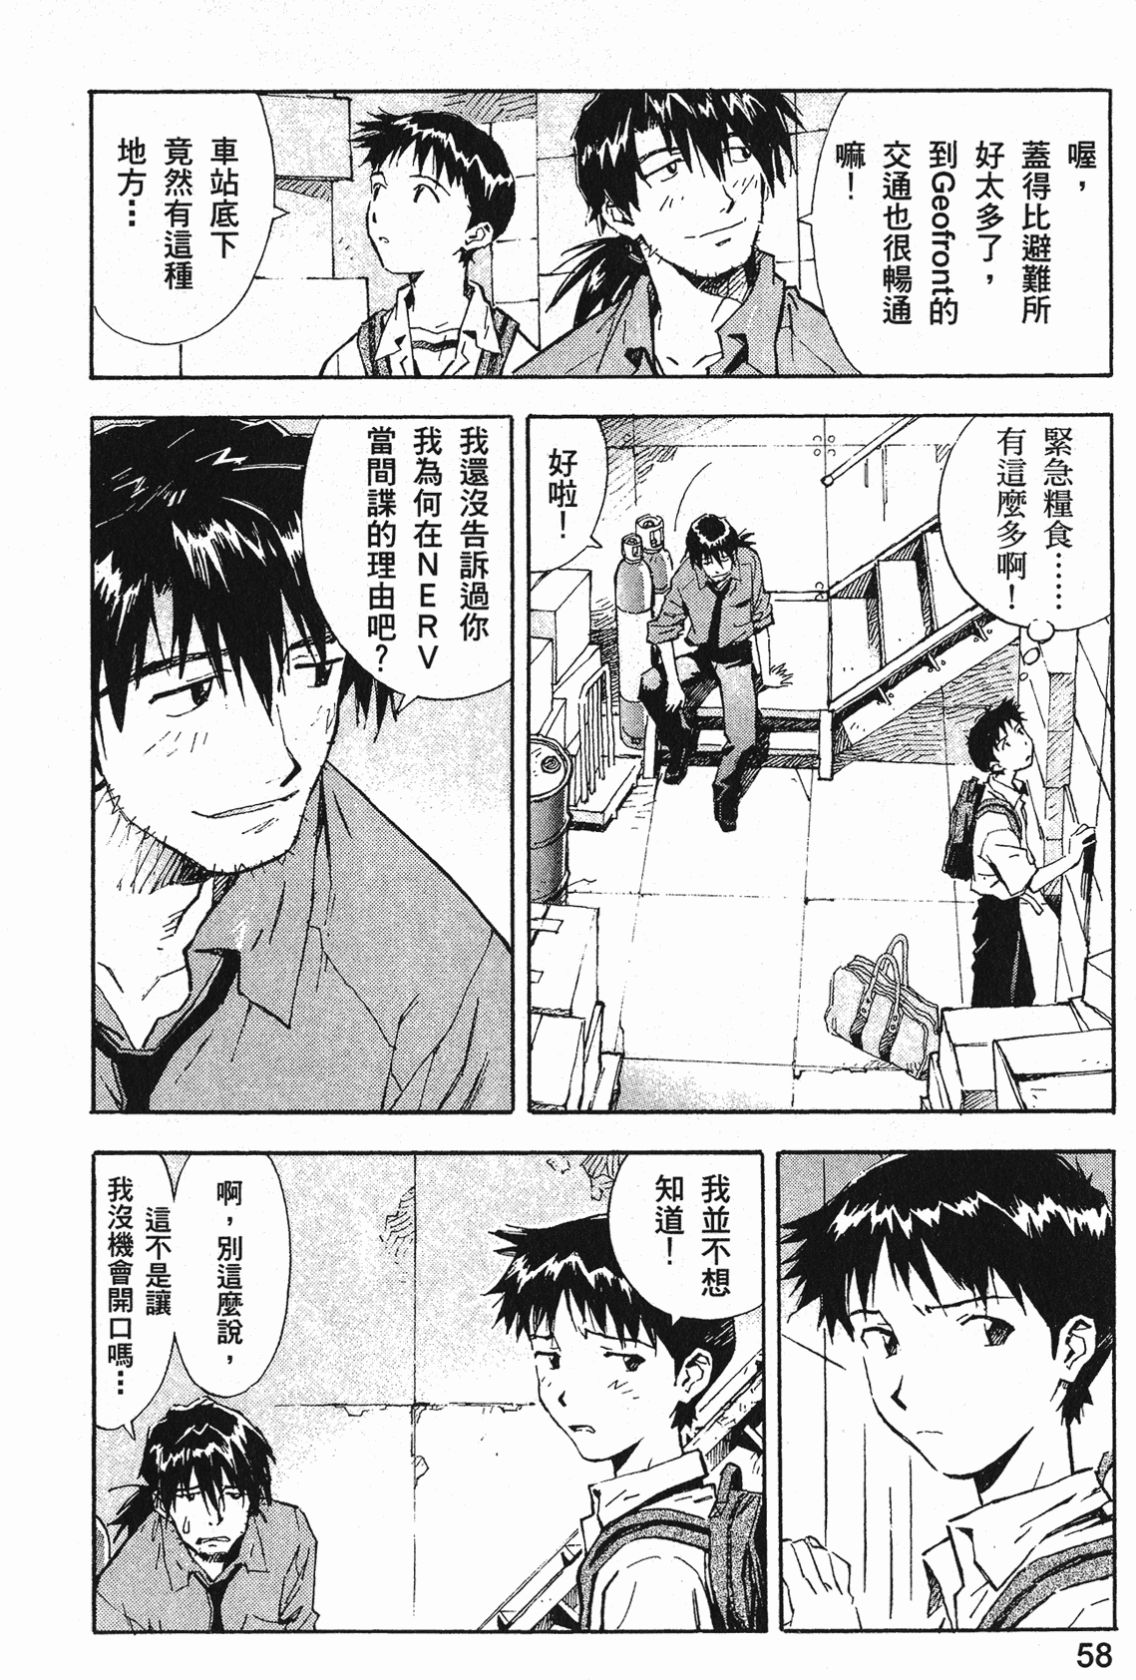 喔，
蓋得比避難所
好太多了，
到Geofront的
交通也很暢通
嘛！
車站底下
竟然有這種
地方…
緊急糧食……
有這麼多啊！
好啦！
我還沒告訴過你
我為何在NERV
當間諜的理由吧？
我並不想
知道！
啊，別這麼說，
這不是讓
我沒機會開口嗎…
58